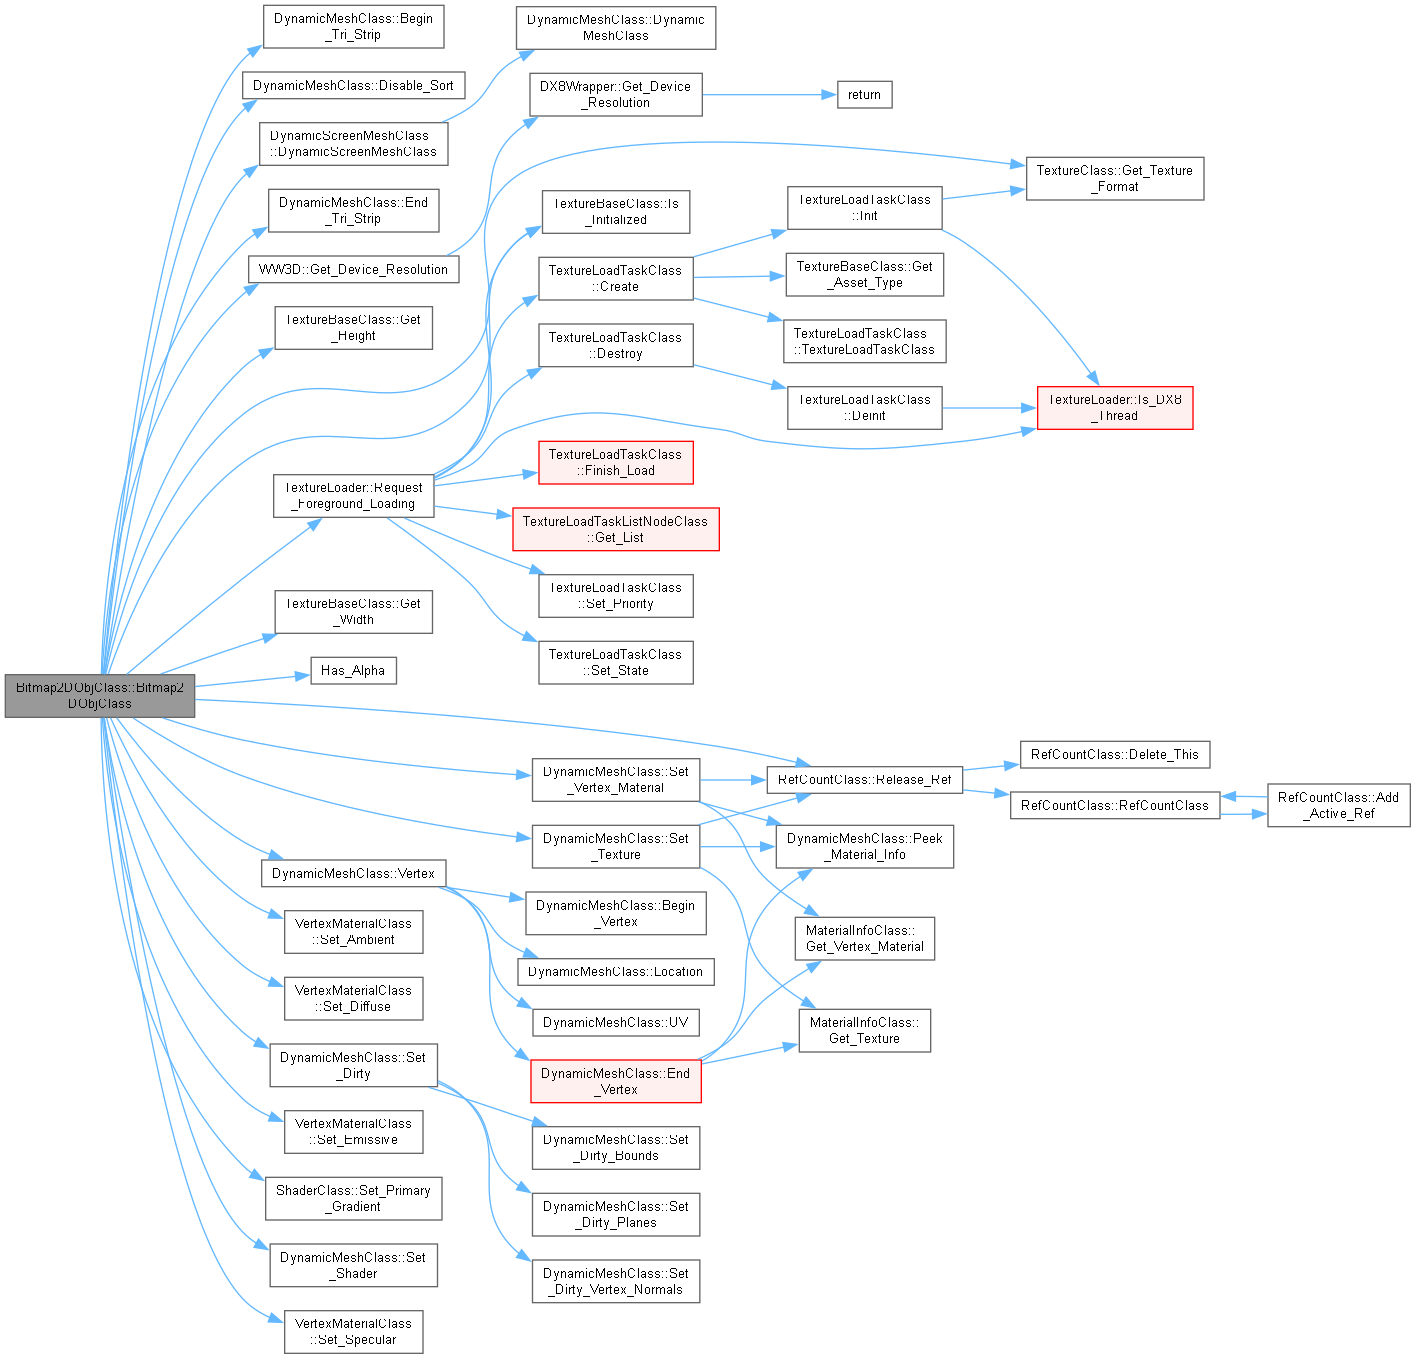 Bitmap2DObjClass::Bitmap2
DObjClass
DynamicMeshClass::Begin
_Tri_Strip
DynamicMeshClass::Disable_Sort
DynamicScreenMeshClass
::DynamicScreenMeshClass
DynamicMeshClass::End
_Tri_Strip
WW3D::Get_Device_Resolution
TextureBaseClass::Get
_Height
TextureLoader::Request
_Foreground_Loading
TextureBaseClass::Get
_Width
Has_Alpha
DynamicMeshClass::Vertex
VertexMaterialClass
::Set_Ambient
VertexMaterialClass
::Set_Diffuse
DynamicMeshClass::Set
_Dirty
VertexMaterialClass
::Set_Emissive
ShaderClass::Set_Primary
_Gradient
DynamicMeshClass::Set
_Shader
VertexMaterialClass
::Set_Specular
DynamicMeshClass::Dynamic
MeshClass
DX8Wrapper::Get_Device
_Resolution
TextureBaseClass::Is
_Initialized
TextureLoadTaskClass
::Create
TextureLoadTaskClass
::Destroy
TextureLoadTaskClass
::Finish_Load
TextureLoadTaskListNodeClass
::Get_List
TextureLoadTaskClass
::Set_Priority
TextureLoadTaskClass
::Set_State
DynamicMeshClass::Set
_Vertex_Material
DynamicMeshClass::Set
_Texture
DynamicMeshClass::Begin
_Vertex
DynamicMeshClass::Location
DynamicMeshClass::UV
DynamicMeshClass::End
_Vertex
DynamicMeshClass::Set
_Dirty_Bounds
DynamicMeshClass::Set
_Dirty_Planes
DynamicMeshClass::Set
_Dirty_Vertex_Normals
return
TextureLoadTaskClass
::Init
TextureBaseClass::Get
_Asset_Type
TextureLoadTaskClass
::TextureLoadTaskClass
TextureLoadTaskClass
::Deinit
RefCountClass::Release_Ref
DynamicMeshClass::Peek
_Material_Info
MaterialInfoClass::
Get_Vertex_Material
MaterialInfoClass::
Get_Texture
TextureClass::Get_Texture
_Format
TextureLoader::Is_DX8
_Thread
RefCountClass::Delete_This
RefCountClass::RefCountClass
RefCountClass::Add
_Active_Ref